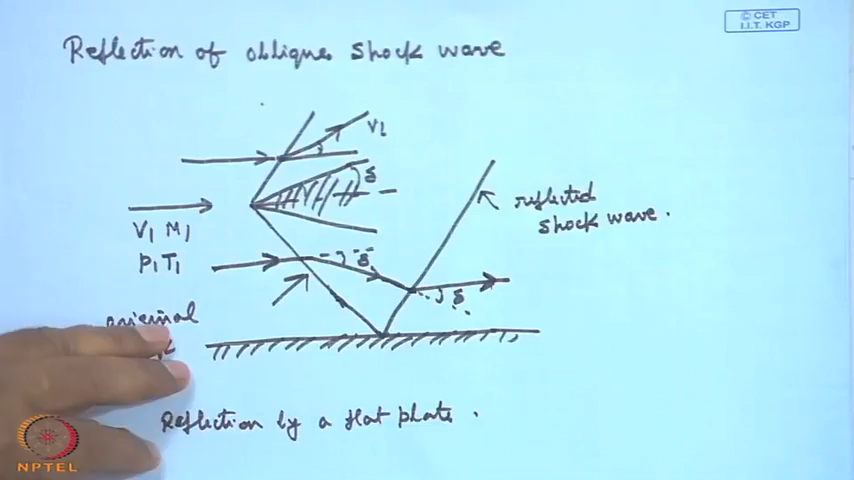 © CET
I.I.T. KGP
Reflection of oblique shock wave
V2
δ
V1 M1
P1 T1
reflected
shock wave.
δ
δ
original
Reflection by a flat plate.
NPTEL